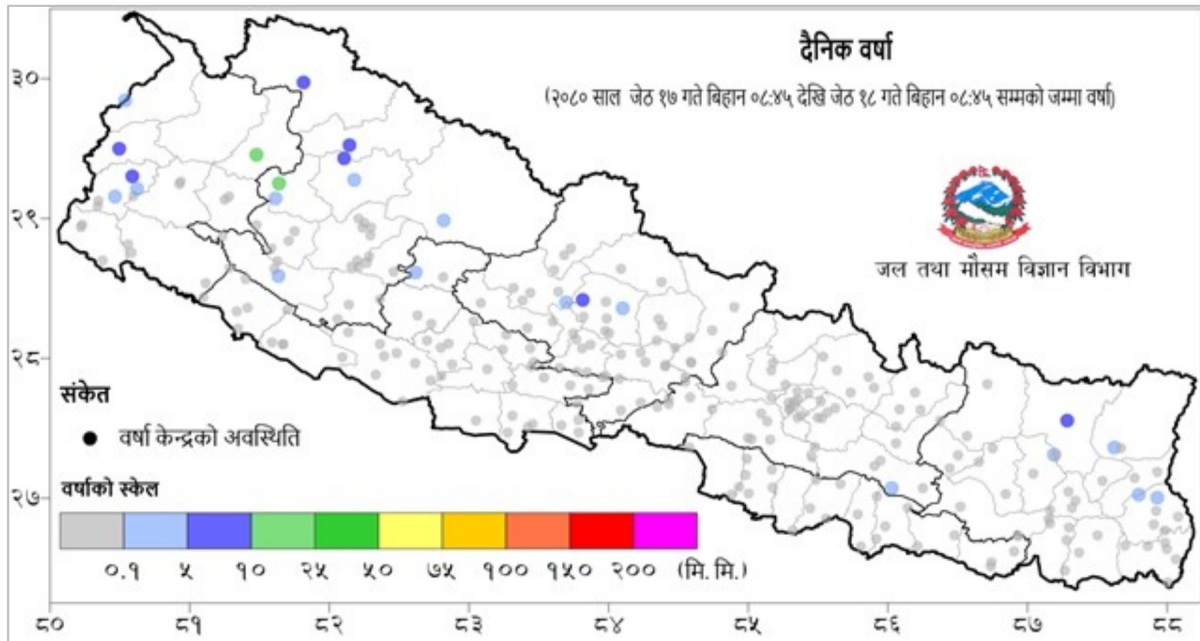 दैनिक वर्षा
(२०८० साल जेठ १७ गते बिहान ०८:४५ देखि जेठ १८ गते बिहान ०८:४५ सम्मको जम्मा वर्षा)
जल तथा मौसम विज्ञान विभाग
३०
२९
२८
२७
संकेत
वर्षा केन्द्रको अवस्थिति
वर्षाको स्केल
०.१ ५ १० २५ ५० ७५ १०० १५० २०० (मि.मि.)
८० ८१ ८२ ८३ ८४ ८५ ८६ ८७ ८८